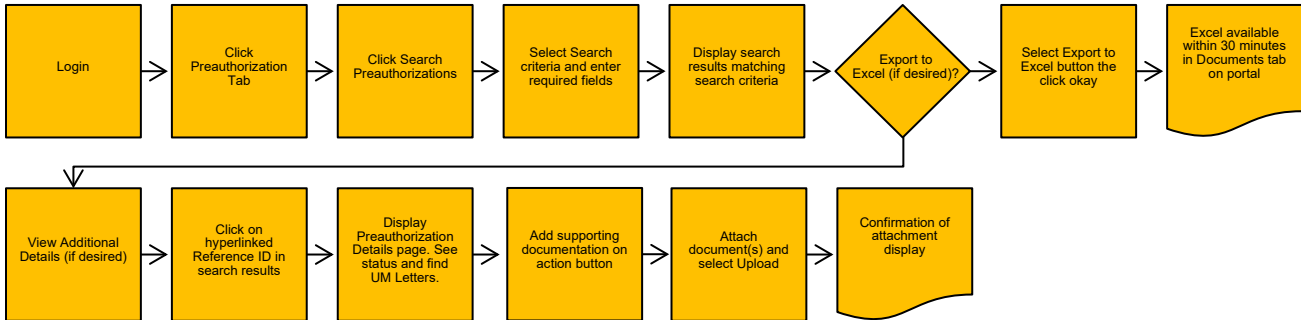 Login
Click
Preauthorization
Tab
Click Search
Preauthorizations
Select Search
criteria and enter
required fields
Display search
results matching
search criteria
Export to
Excel (if desired)?
Select Export to
Excel button the
click okay
Excel available
within 30 minutes
in Documents tab
on portal
View Additional
Details (if desired)
Click on
hyperlinked
Reference ID in
search results
Display
Preauthorization
Details page. See
status and find
UM Letters.
Add supporting
documentation on
action button
Attach
document(s) and
select Upload
Confirmation of
attachment
display